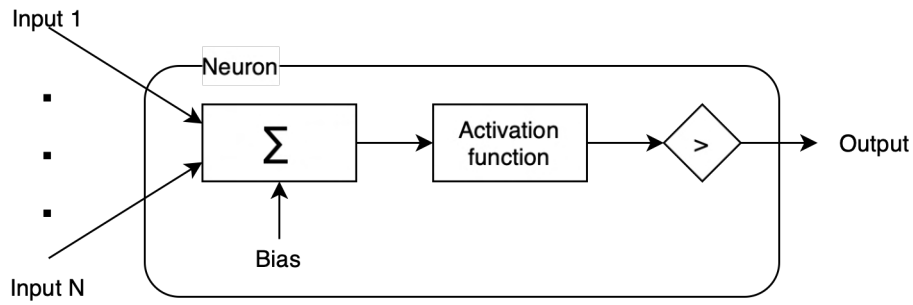 Input 1
Neuron
Σ
Activation
function
>
Output
Bias
Input N